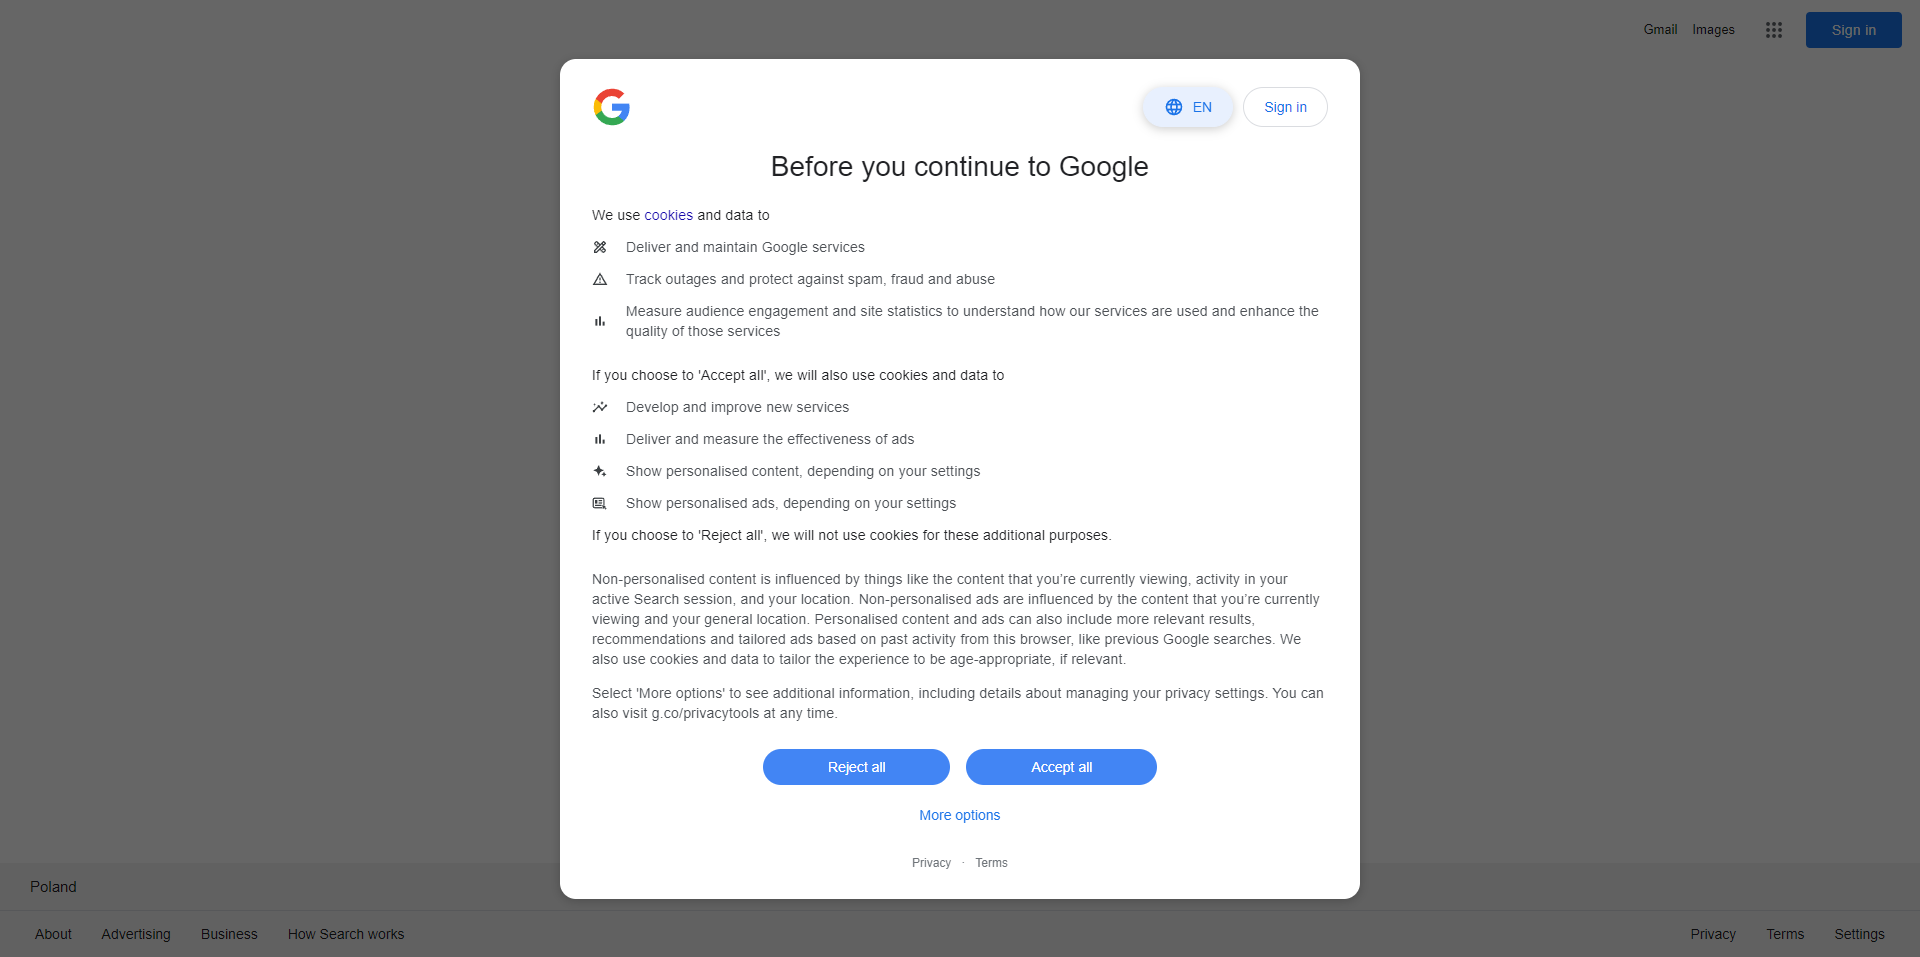 Gmail Images Sign in
EN Sign in
Before you continue to Google
We use cookies and data to
Deliver and maintain Google services
Track outages and protect against spam, fraud and abuse
Measure audience engagement and site statistics to understand how our services are used and enhance the
quality of those services
If you choose to 'Accept all', we will also use cookies and data to
Develop and improve new services
Deliver and measure the effectiveness of ads
Show personalised content, depending on your settings
Show personalised ads, depending on your settings
If you choose to 'Reject all', we will not use cookies for these additional purposes.
Non-personalised content is influenced by things like the content that you’re currently viewing, activity in your
active Search session, and your location. Non-personalised ads are influenced by the content that you’re currently
viewing and your general location. Personalised content and ads can also include more relevant results,
recommendations and tailored ads based on past activity from this browser, like previous Google searches. We
also use cookies and data to tailor the experience to be age-appropriate, if relevant.
Select 'More options' to see additional information, including details about managing your privacy settings. You can
also visit g.co/privacytools at any time.
Reject all Accept all
More options
Privacy · Terms
Poland
About Advertising Business How Search works Privacy Terms Settings